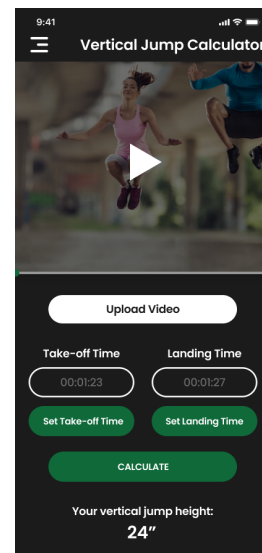 9:41
Vertical Jump Calculator
Upload Video
Take-off Time Landing Time
00:01:23 00:01:27
Set Take-off Time Set Landing Time
CALCULATE
Your vertical jump height:
24”